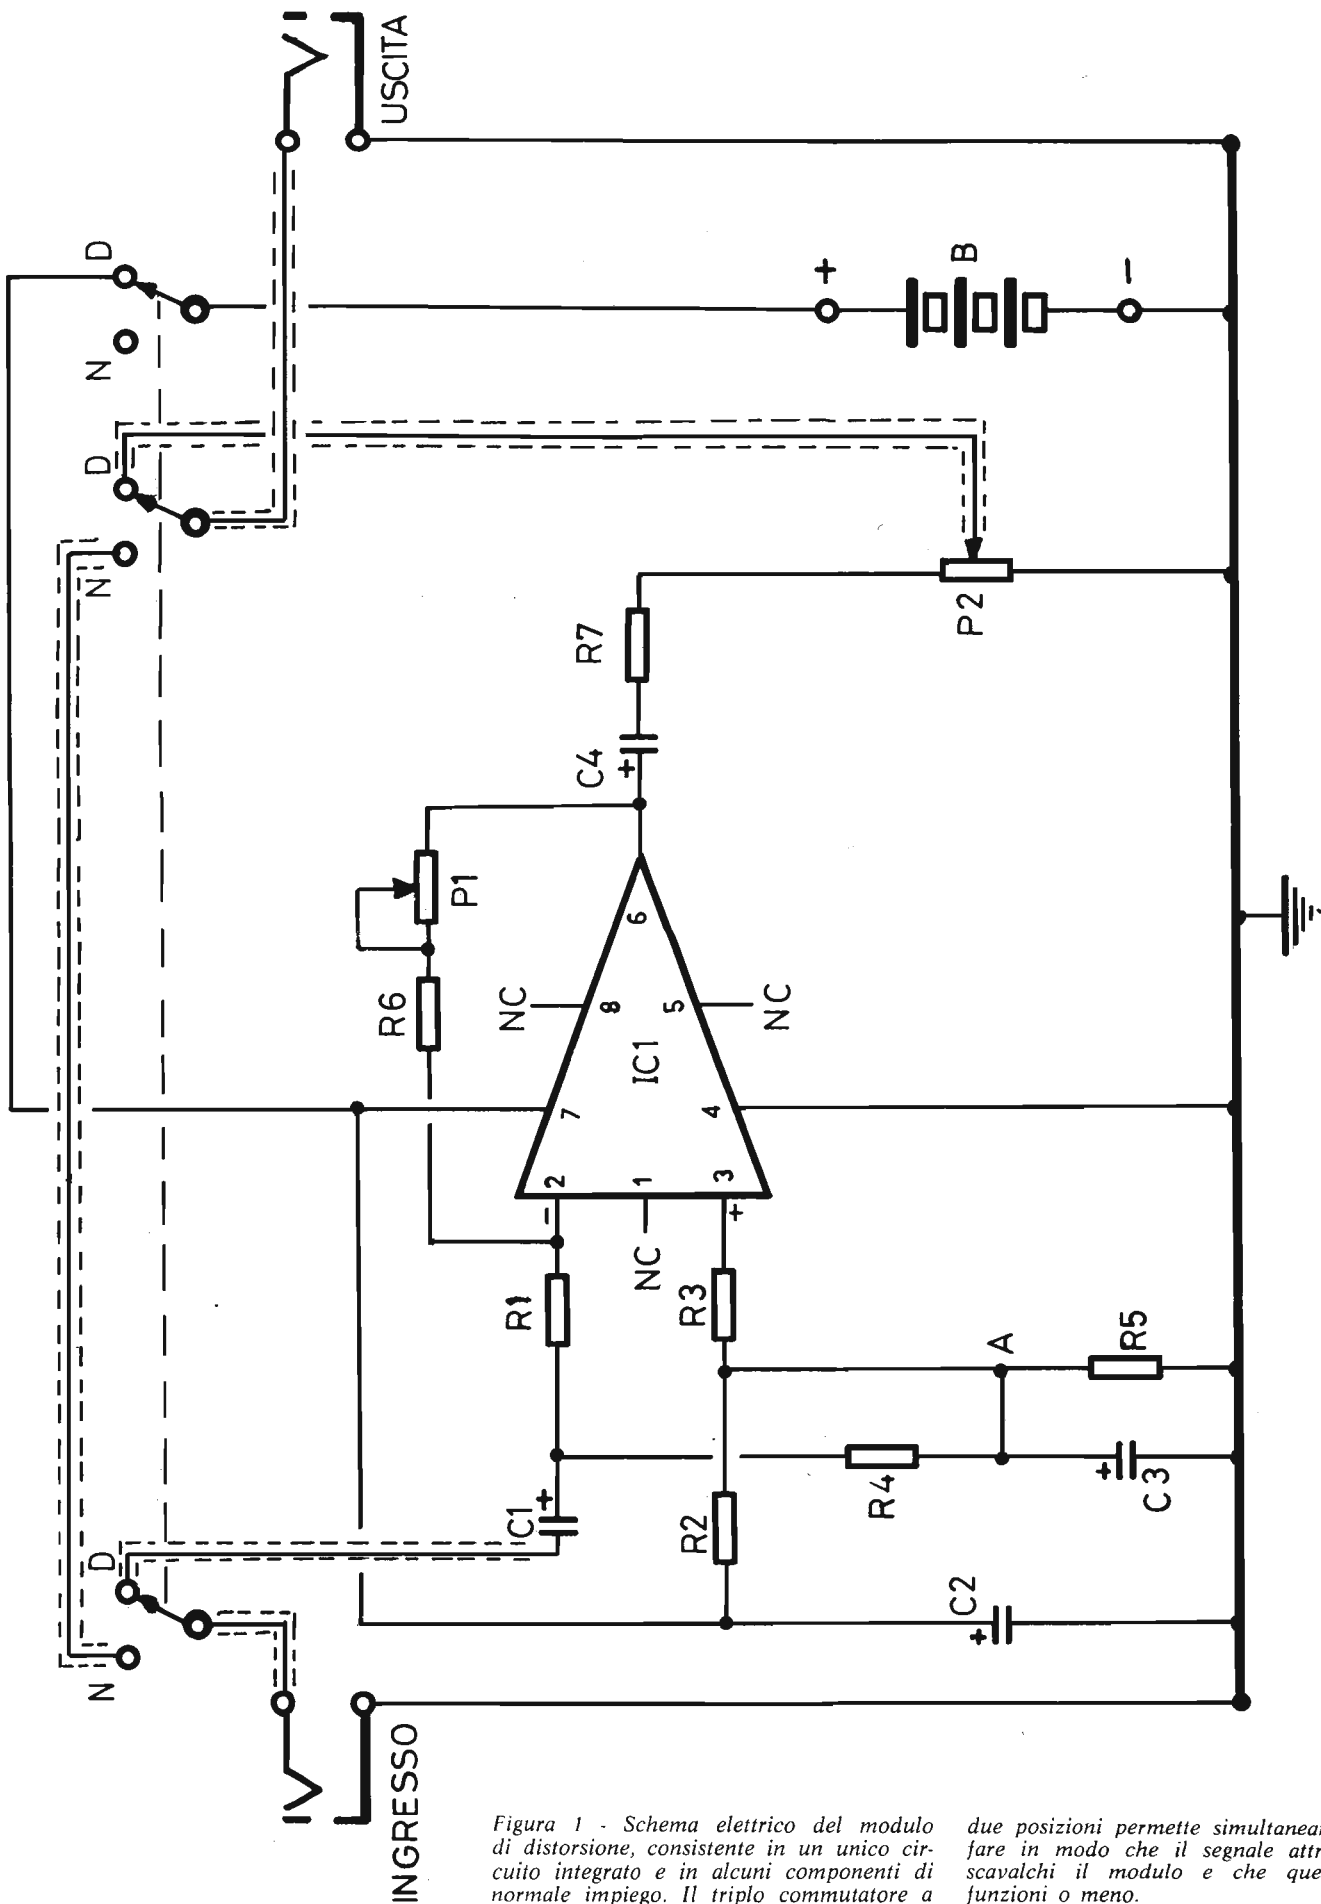 USCITA
D
N
D
N
+
B
-
P2
R7
C4
+
P1
R6
NC
8
6
5
NC
IC1
7
4
2
-
1
NC
3
+
R1
R3
A
R5
R2
R4
+
C3
C1
+
C2
+
D
N
INGRESSO
Figura 1 - Schema elettrico del modulo
di distorsione, consistente in un unico cir-
cuito integrato e in alcuni componenti di
normale impiego. Il triplo commutatore a
due posizioni permette
fare in modo che il segnale
scavalchi il modulo e che
funzioni o meno.